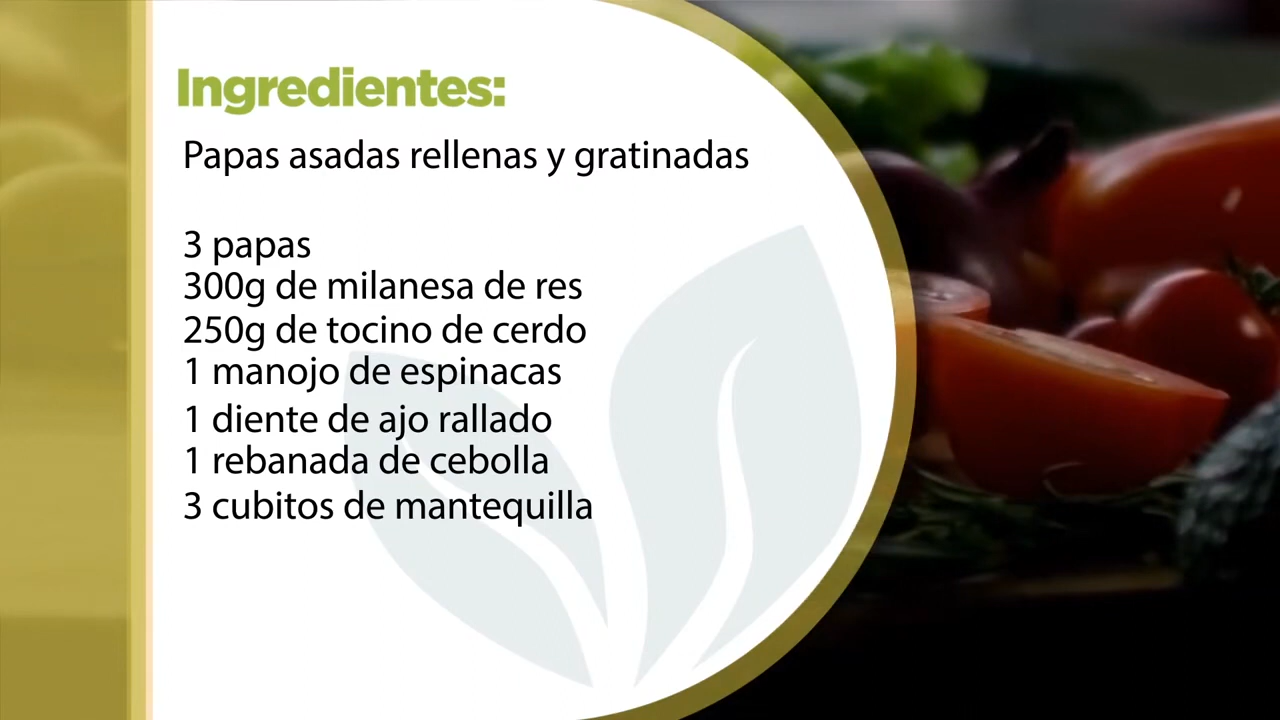 Ingredientes:
Papas asadas rellenas y gratinadas
3 papas
300g de milanesa de res
250g de tocino de cerdo
1 manojo de espinacas
1 diente de ajo rallado
1 rebanada de cebolla
3 cubitos de mantequilla